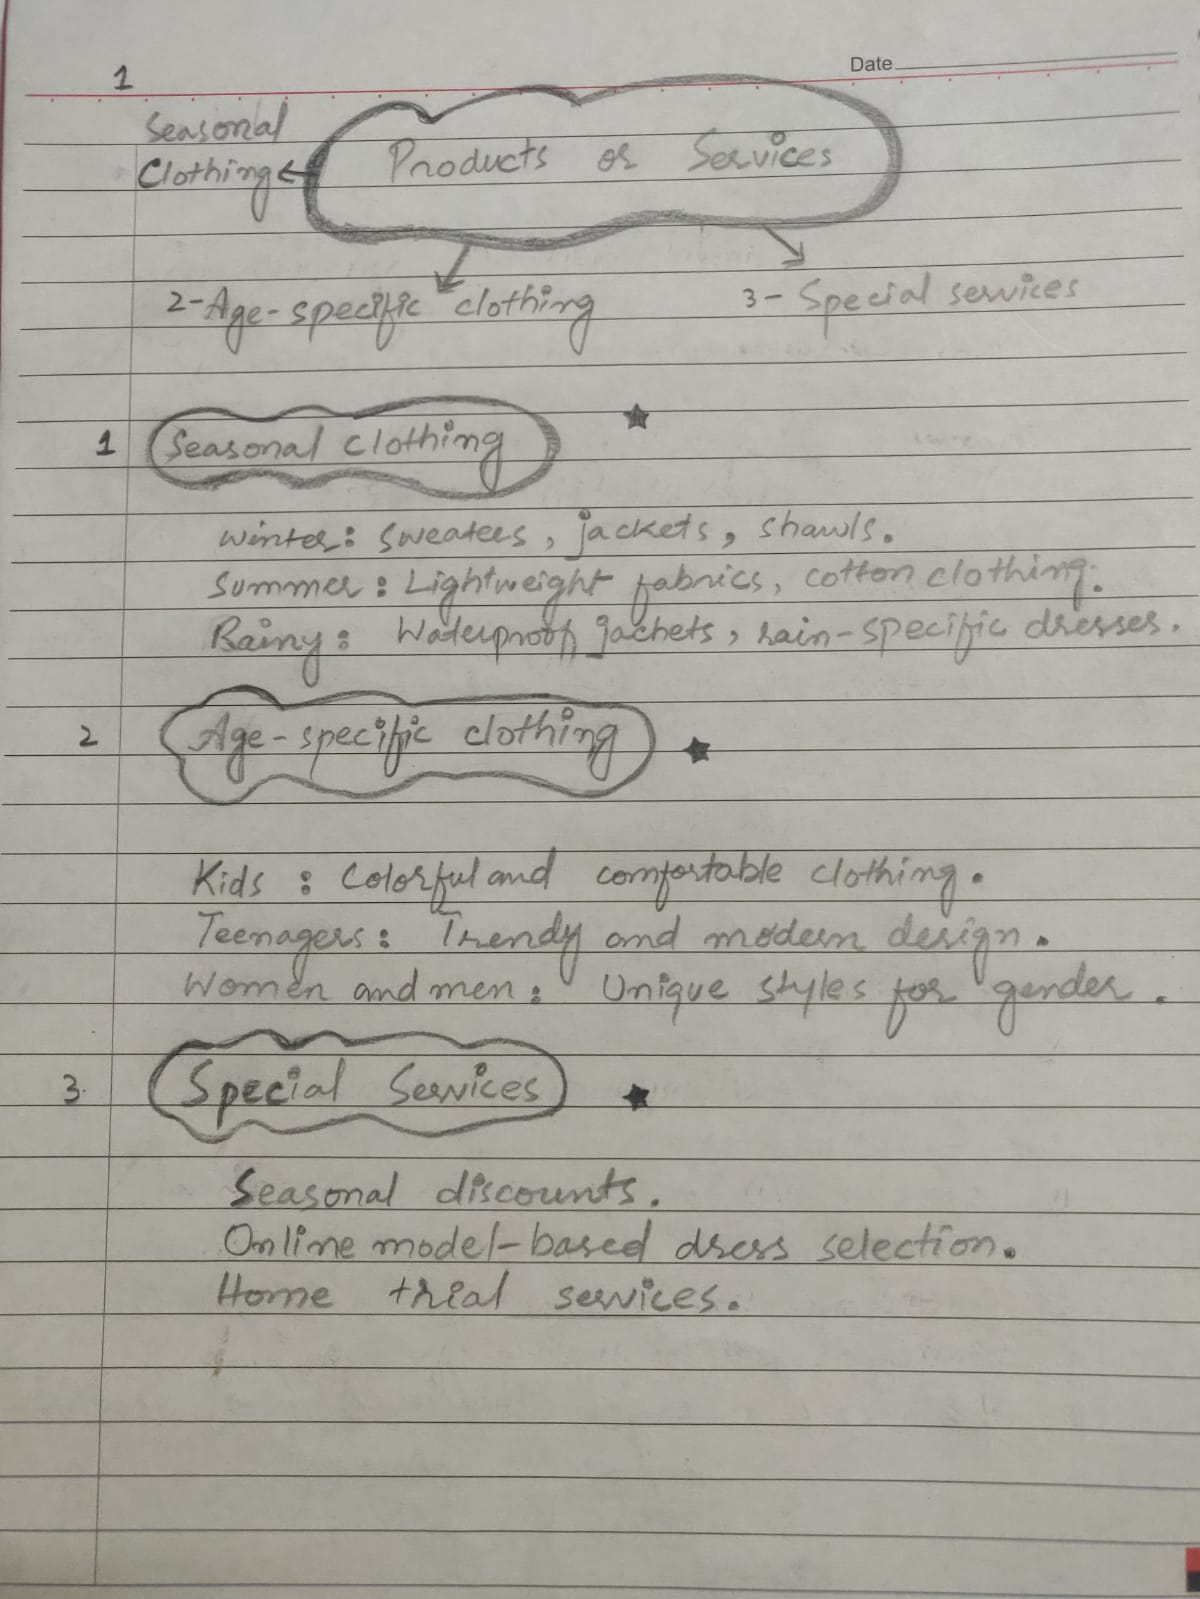 Date
1
Seasonal
Clothing
Products or Services
2-Age-specific clothing
3- Special services
1 Seasonal clothing
Winter: Sweaters, jackets, shawls.
Summer: Lightweight fabrics, cotton clothing.
Rainy: Waterproof jackets, rain-specific dresses.
2 Age-specific clothing
Kids : Colorful and comfortable clothing.
Teenagers: Trendy and modern design.
Women and men: Unique styles for gender.
3. Special Services
Seasonal discounts.
Online model-based dress selection.
Home trial services.